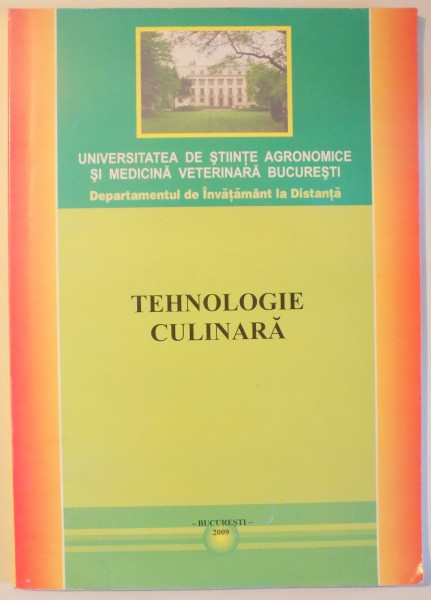 UNIVERSITATEA DE ŞTIINŢE AGRONOMICE
ŞI MEDICINĂ VETERINARĂ BUCUREŞTI
Departamentul de Învăţământ la Distanţă
TEHNOLOGIE
CULINARĂ
– BUCUREŞTI –
2009